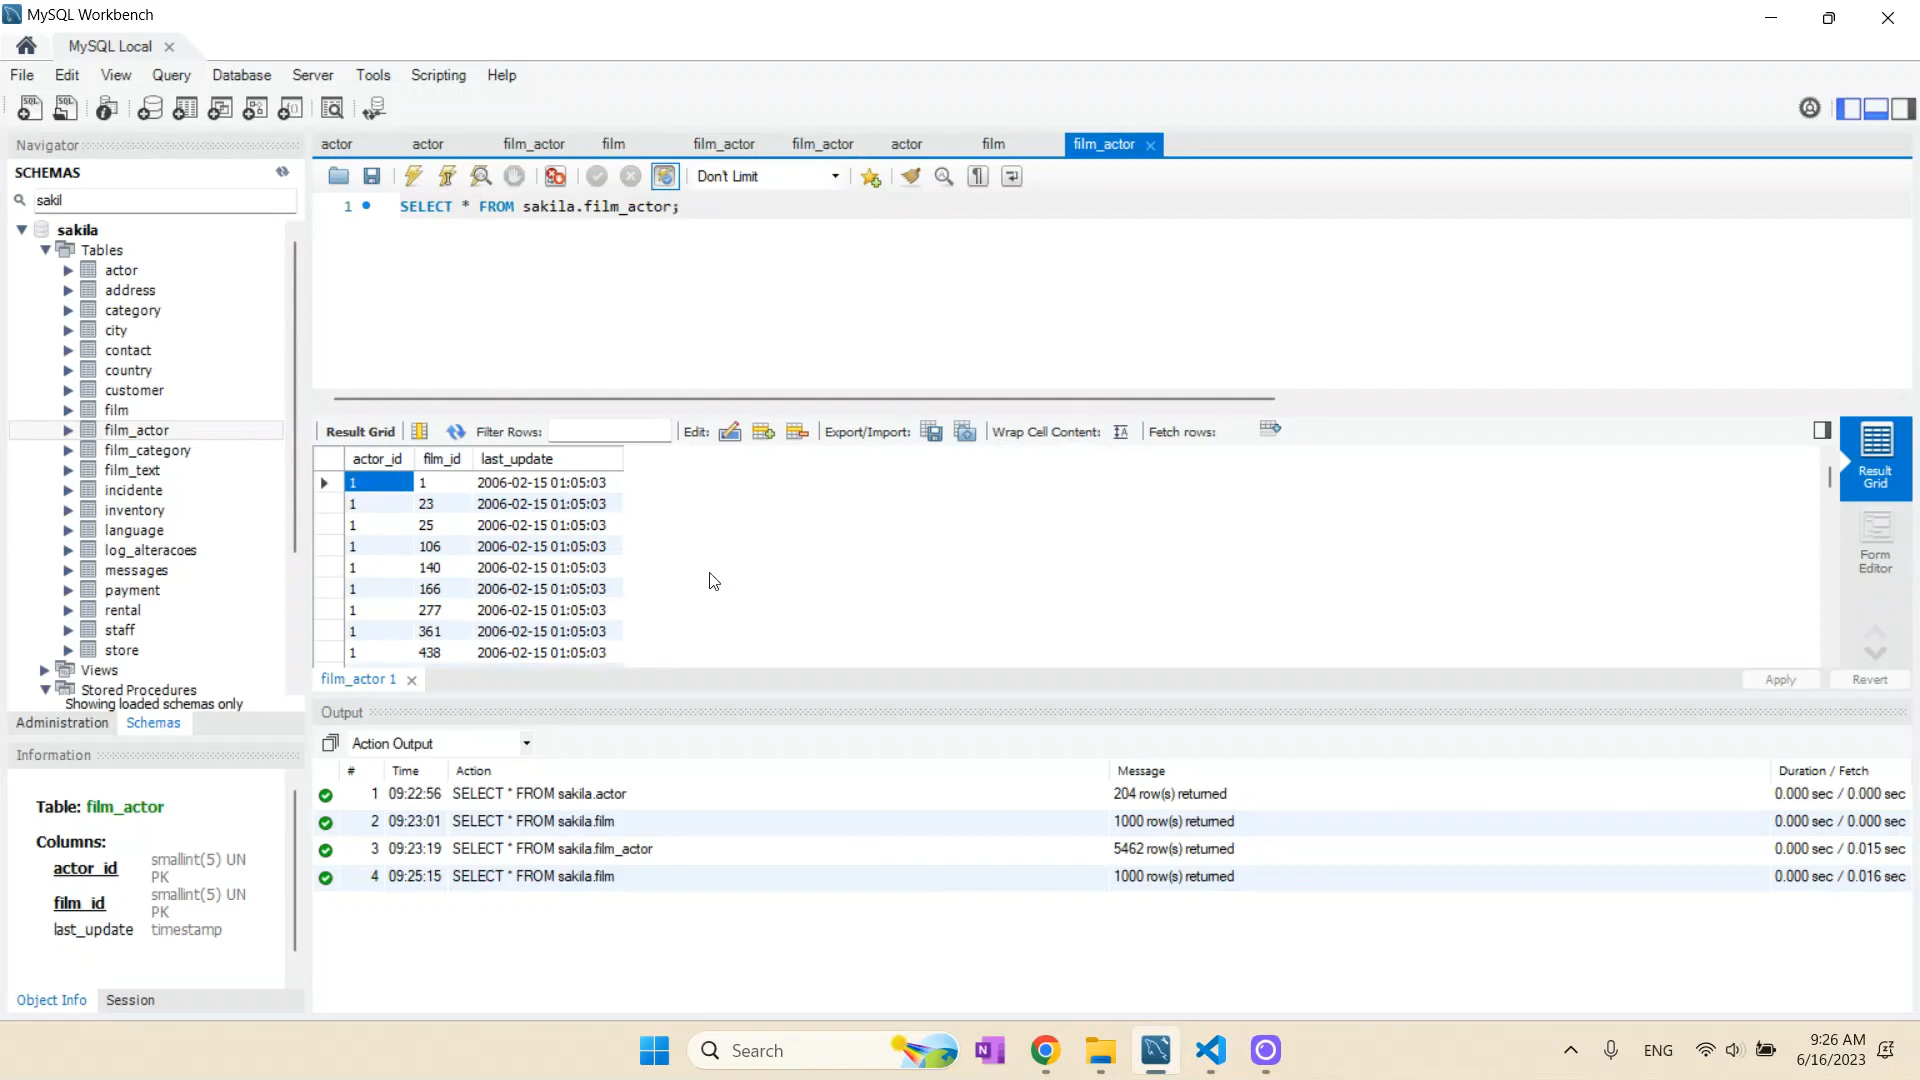 MySQL Workbench
MySQL Local
File Edit View Query Database Server Tools Scripting Help
Navigator
SCHEMAS
sakil
sakila
Tables
actor
address
category
city
contact
country
customer
film
film_actor
film_category
film_text
incidente
inventory
language
log_alteracoes
messages
payment
rental
staff
store
Views
Stored Procedures
Showing loaded schemas only
Administration Schemas
Information
Table: film_actor
Columns:
actor_id smallint(5) UN PK
film_id smallint(5) UN PK
last_update timestamp
Object Info Session
actor actor film_actor film film_actor film_actor actor film film_actor
Don't Limit
1 SELECT * FROM sakila.film_actor;
Result Grid Filter Rows: Edit: Export/Import: Wrap Cell Content: Fetch rows:
actor_id film_id last_update
1 1 2006-02-15 01:05:03
1 23 2006-02-15 01:05:03
1 25 2006-02-15 01:05:03
1 106 2006-02-15 01:05:03
1 140 2006-02-15 01:05:03
1 166 2006-02-15 01:05:03
1 277 2006-02-15 01:05:03
1 361 2006-02-15 01:05:03
1 438 2006-02-15 01:05:03
Result
Grid
Form
Editor
film_actor 1 Apply Revert
Output
Action Output
# Time Action Message Duration / Fetch
1 09:22:56 SELECT * FROM sakila.actor 204 row(s) returned 0.000 sec / 0.000 sec
2 09:23:01 SELECT * FROM sakila.film 1000 row(s) returned 0.000 sec / 0.000 sec
3 09:23:19 SELECT * FROM sakila.film_actor 5462 row(s) returned 0.000 sec / 0.015 sec
4 09:25:15 SELECT * FROM sakila.film 1000 row(s) returned 0.000 sec / 0.016 sec
Search
ENG
9:26 AM
6/16/2023